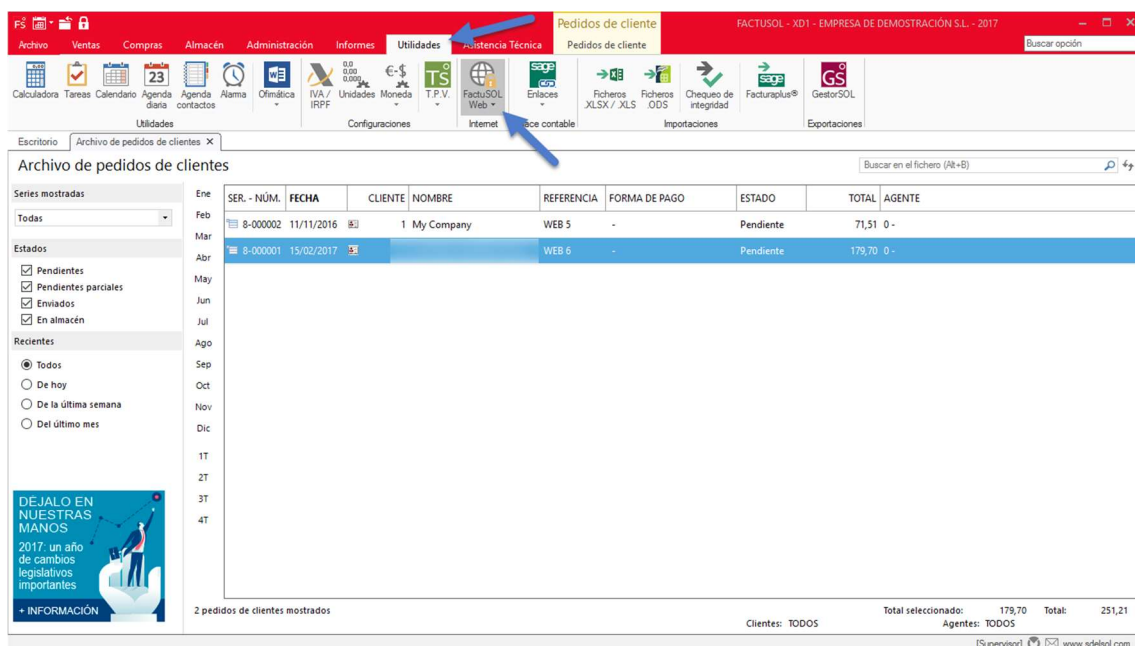 Pedidos de cliente
FACTUSOL - XD1 - EMPRESA DE DEMOSTRACIÓN S.L. - 2017
Archivo Ventas Compras Almacén Administración Informes Utilidades Asistencia Técnica Pedidos de cliente Buscar opción
Calculadora Tareas Calendario Agenda diaria Agenda contactos Alarma Ofimática IVA / IRPF Unidades Moneda T.P.V. FactuSOL Web Enlaces Ficheros .XLSX / .XLS Ficheros .ODS Chequeo de integridad Facturaplus® GestorSOL
Utilidades Configuraciones Internet contable Importaciones Exportaciones
Escritorio Archivo de pedidos de clientes X
Archivo de pedidos de clientes
Buscar en el fichero (Alt+B)
Series mostradas
Todas
Estados
Pendientes
Pendientes parciales
Enviados
En almacén
Recientes
Todos
De hoy
De la última semana
Del último mes
Ene
Feb
Mar
Abr
May
Jun
Jul
Ago
Sep
Oct
Nov
Dic
1T
2T
3T
4T
SER. - NÚM. FECHA CLIENTE NOMBRE REFERENCIA FORMA DE PAGO ESTADO TOTAL AGENTE
8-000002 11/11/2016 1 My Company WEB 5 - Pendiente 71,51 0 -
8-000001 15/02/2017 WEB 6 - Pendiente 179,70 0 -
DÉJALO EN
NUESTRAS
MANOS
2017: un año
de cambios
legislativos
importantes
+ INFORMACIÓN
2 pedidos de clientes mostrados
Total seleccionado: 179,70 Total: 251,21
Clientes: TODOS Agentes: TODOS
[Supervisor] www.sdelsol.com